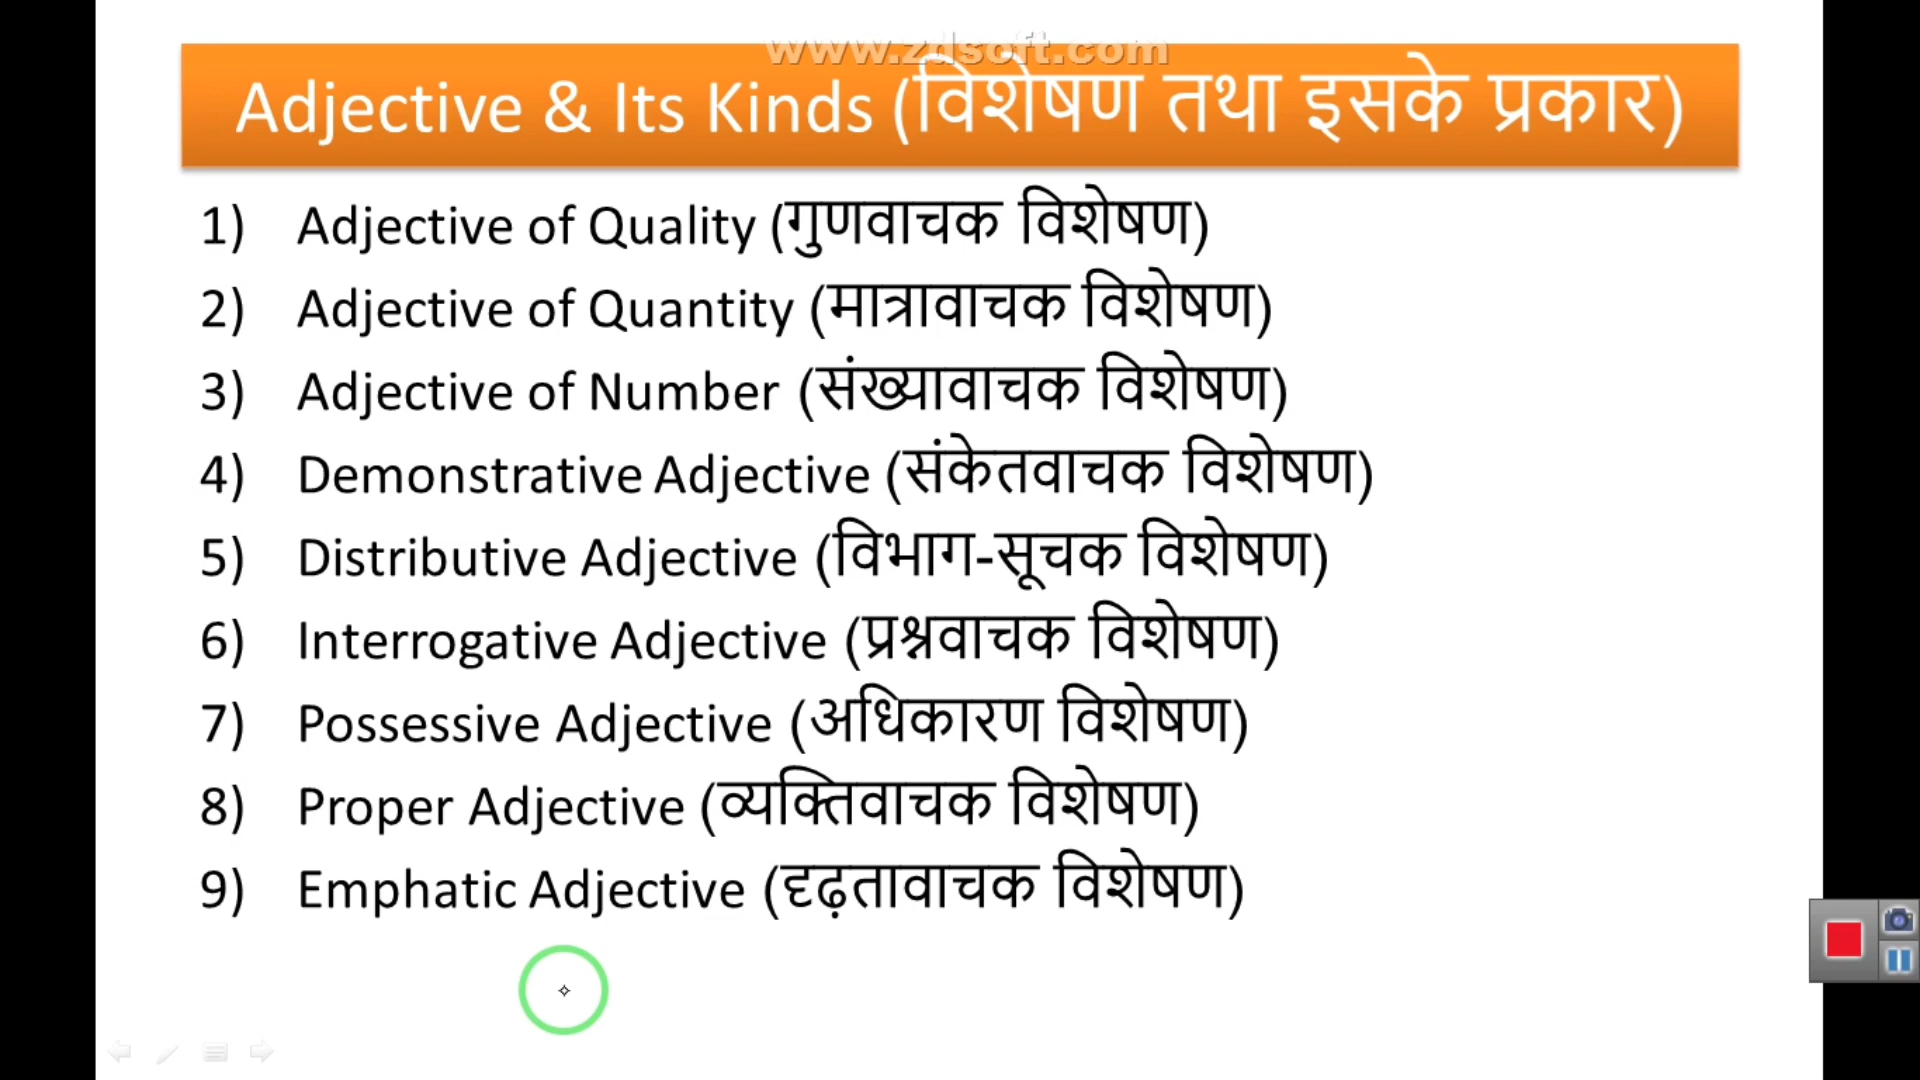 www.zdsoft.com
Adjective & Its Kinds (विशेषण तथा इसके प्रकार)
1) Adjective of Quality (गुणवाचक विशेषण)
2) Adjective of Quantity (मात्रावाचक विशेषण)
3) Adjective of Number (संख्यावाचक विशेषण)
4) Demonstrative Adjective (संकेतवाचक विशेषण)
5) Distributive Adjective (विभाग-सूचक विशेषण)
6) Interrogative Adjective (प्रश्नवाचक विशेषण)
7) Possessive Adjective (अधिकारण विशेषण)
8) Proper Adjective (व्यक्तिवाचक विशेषण)
9) Emphatic Adjective (दृढ़तावाचक विशेषण)